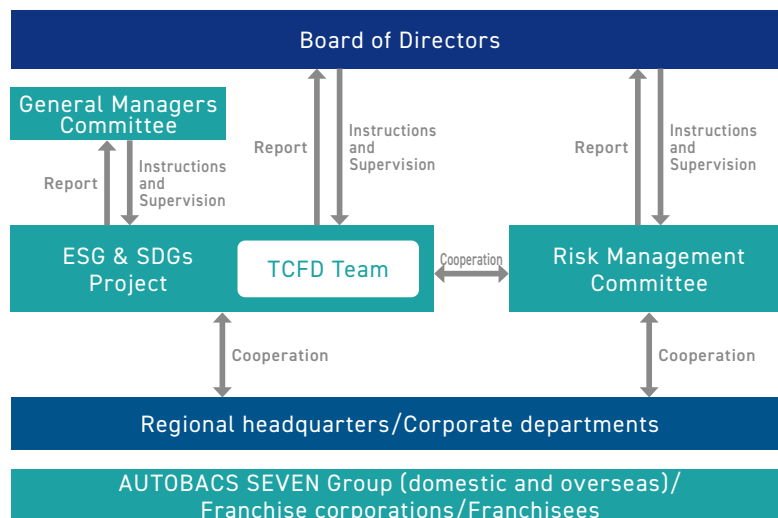 Board of Directors
General Managers
Committee
Report
Instructions
and
Supervision
Report
Instructions
and
Supervision
Report
Instructions
and
Supervision
ESG & SDGs
Project
TCFD Team
Cooperation
Risk Management
Committee
Cooperation
Cooperation
Regional headquarters/Corporate departments
AUTOBACS SEVEN Group (domestic and overseas)/
Franchise corporations/Franchisees